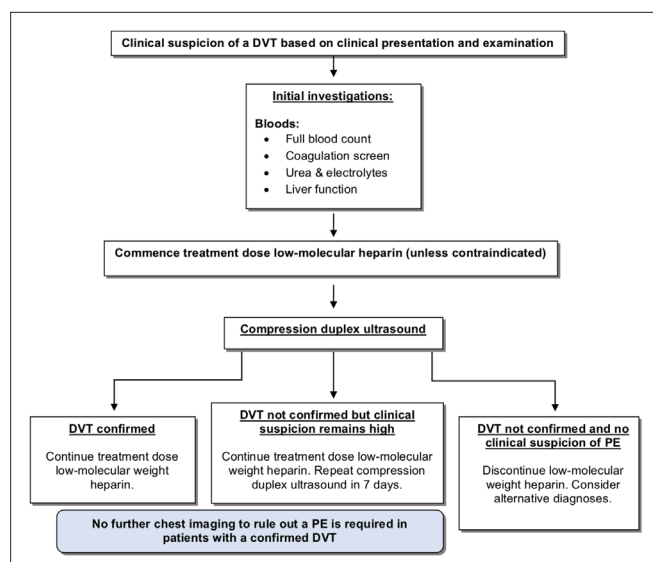 Clinical suspicion of a DVT based on clinical presentation and examination
Initial investigations:
Bloods:
• Full blood count
• Coagulation screen
• Urea & electrolytes
• Liver function
Commence treatment dose low-molecular heparin (unless contraindicated)
Compression duplex ultrasound
DVT confirmed
Continue treatment dose
low-molecular weight
heparin.
DVT not confirmed but clinical
suspicion remains high
Continue treatment dose low-molecular
weight heparin. Repeat compression
duplex ultrasound in 7 days.
DVT not confirmed and no
clinical suspicion of PE
Discontinue low-molecular
weight heparin. Consider
alternative diagnoses.
No further chest imaging to rule out a PE is required in
patients with a confirmed DVT